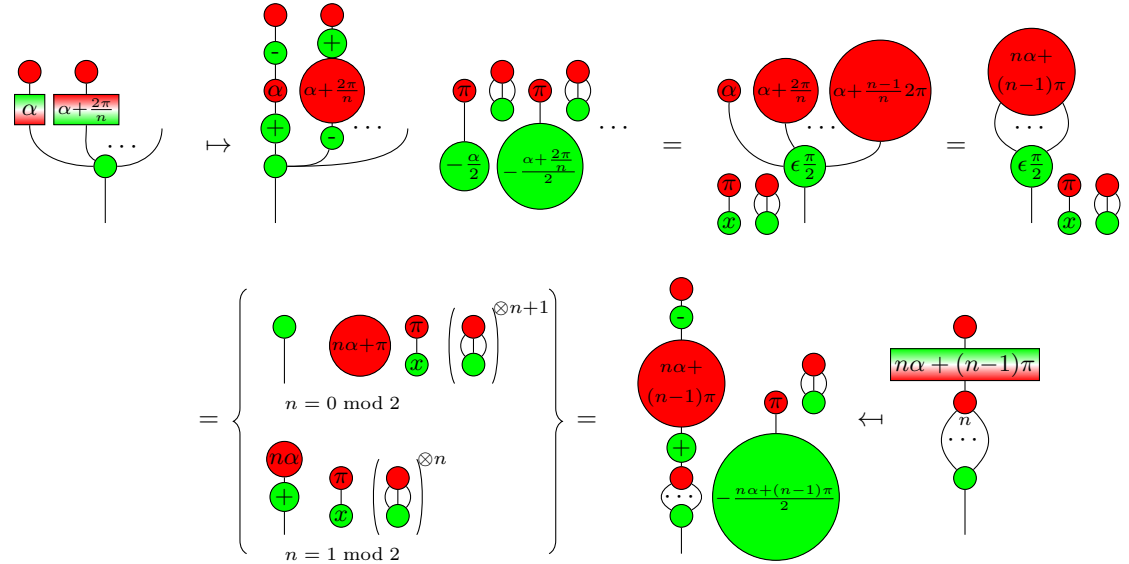 α α+2π/n ⋯
↦
- + α α+2π/n + - ⋯
π π -α/2 -(α+2π/n)/2 ⋯
=
α α+2π/n α+(n−1)/n 2π ⋯ ϵπ/2 π x
=
nα+
(n-1)π
⋯
ϵπ/2
π
x
=
nα+π π x ⊗n+1
n = 0 mod 2
nα + π x ⊗n
n = 1 mod 2
=
-
nα+
(n-1)π
+
⋯
π
-(nα+(n-1)π)/2
↤
nα + (n−1)π
n
⋯